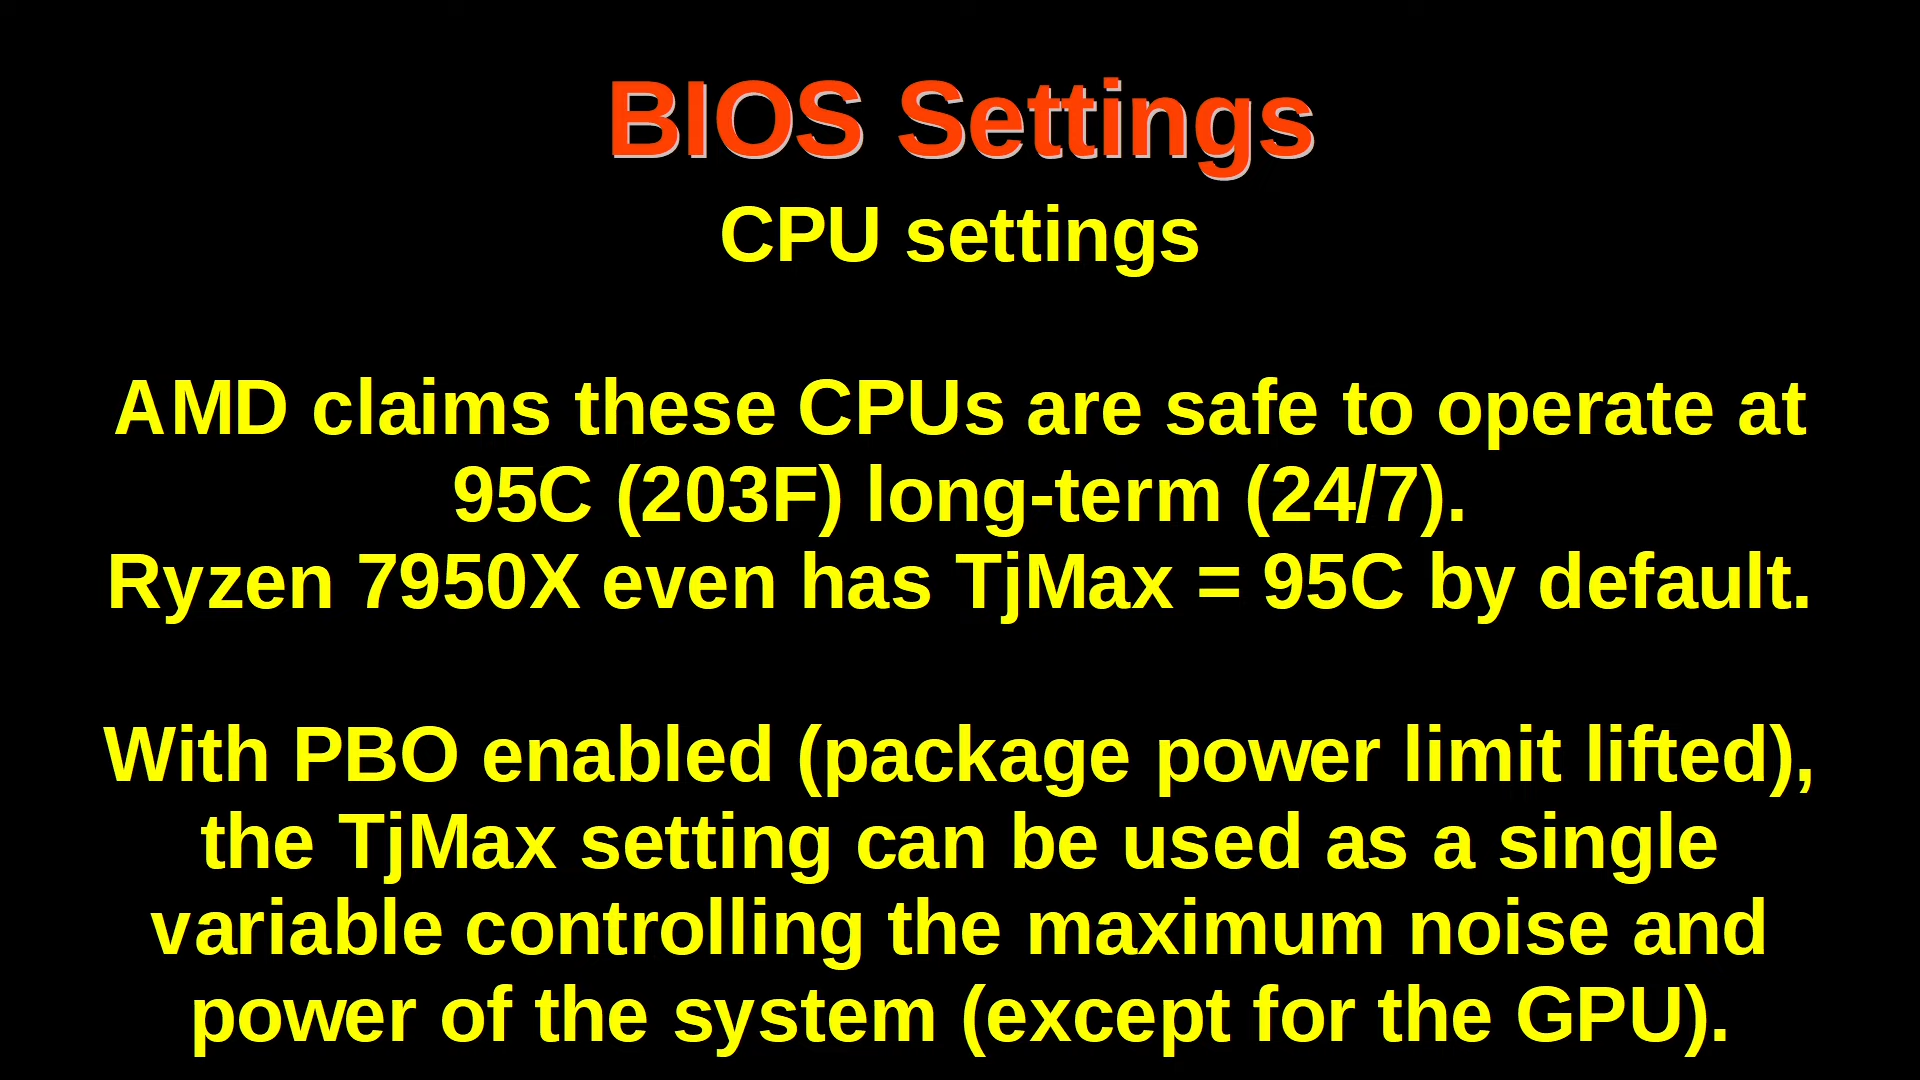 BIOS Settings
CPU settings
AMD claims these CPUs are safe to operate at
95C (203F) long-term (24/7).
Ryzen 7950X even has TjMax = 95C by default.
With PBO enabled (package power limit lifted),
the TjMax setting can be used as a single
variable controlling the maximum noise and
power of the system (except for the GPU).